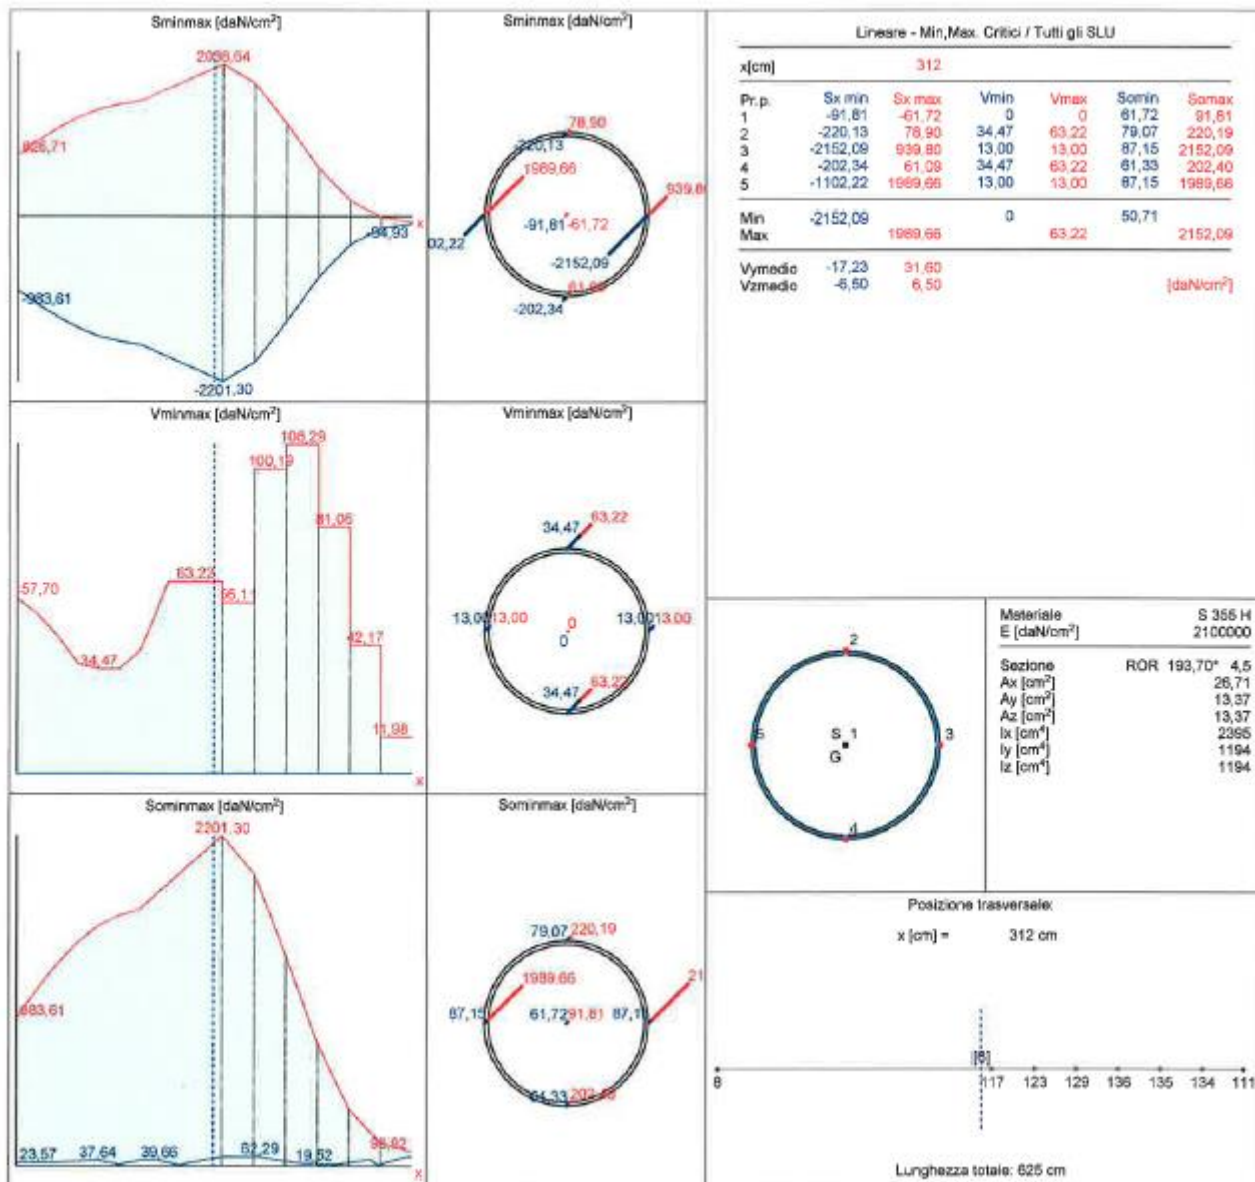 Sminmax [daN/cm²]
2036,64
826,71
x
-94,93
-983,61
-2201,30
Sminmax [daN/cm²]
78,90
-220,13
1989,66
939,8
-91,81 -61,72
02,22
-2152,09
-202,34
Lineare - Min,Max. Critici / Tutti gli SLU
x[cm] 312
Pr.p. Sx min Sx max Vmin Vmax Somin Somax
1 -91,81 -61,72 0 0 61,72 91,81
2 -220,13 78,90 34,47 63,22 79,07 220,19
3 -2152,09 939,80 13,00 13,00 87,15 2152,09
4 -202,34 61,09 34,47 63,22 61,33 202,40
5 -1102,22 1989,66 13,00 13,00 87,15 1989,66
Min -2152,09 0 50,71
Max 1989,66 63,22 2152,09
Vymedio -17,23 31,60
Vzmedio -6,50 6,50 [daN/cm²]
Vminmax [daN/cm²]
108,29
100,19
81,05
63,22
57,70
42,17
34,47
11,98
x
Vminmax [daN/cm²]
34,47 63,22
13,00 13,00 13,00 13,00
0
0
34,47 63,22
2
5 S 1 3
G
4
Materiale S 355 H
E [daN/cm²] 2100000
Sezione ROR 193,70* 4,5
Ax [cm²] 26,71
Ay [cm²] 13,37
Az [cm²] 13,37
Ix [cm⁴] 2395
Iy [cm⁴] 1194
Iz [cm⁴] 1194
Sominmax [daN/cm²]
2201,30
983,61
23,57 37,64 39,66 62,29 19,52
x
Sominmax [daN/cm²]
79,07 220,19
1989,66 21
87,15 61,72 91,81 87,1
61,33
Posizione trasversale:
x [cm] = 312 cm
8 117 123 129 136 135 134 111
Lunghezza totale: 625 cm